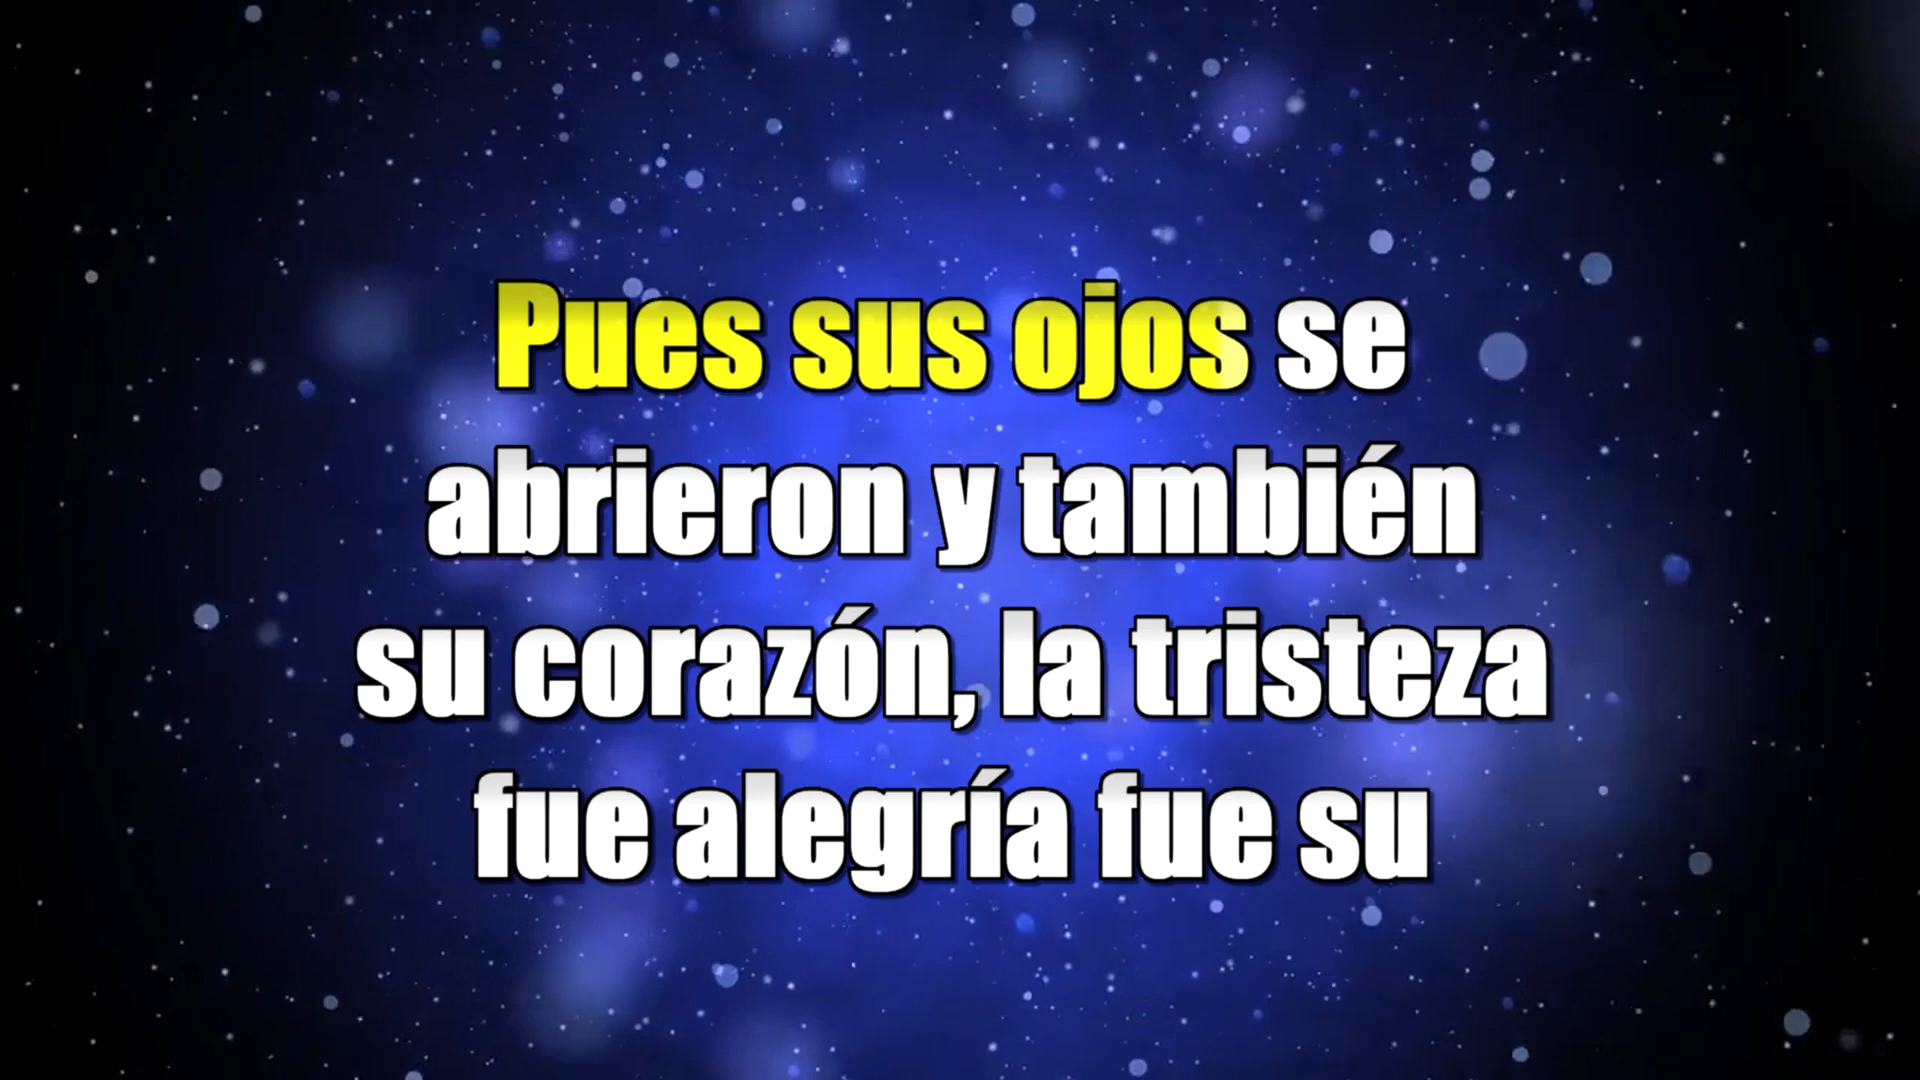 Pues sus ojos se
abrieron y también
su corazón, la tristeza
fue alegría fue su